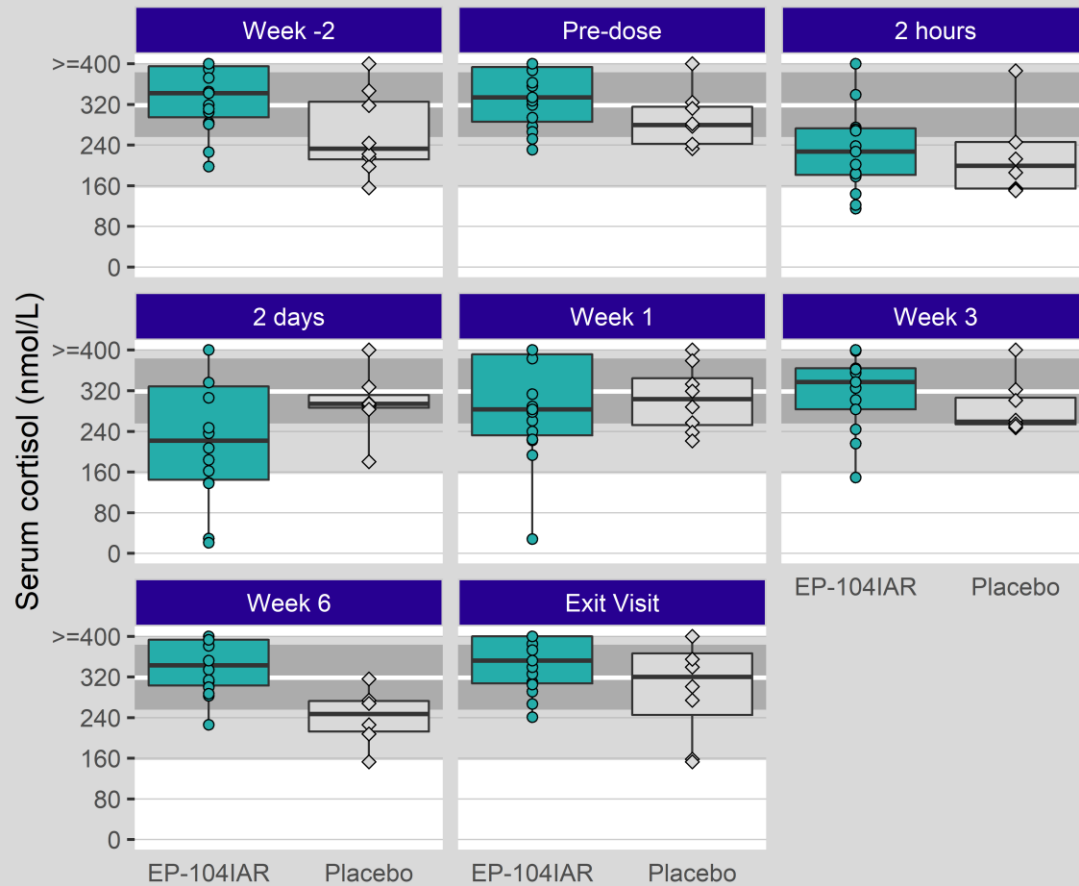 Serum cortisol (nmol/L)
Week -2
Pre-dose
2 hours
>=400
320
240
160
80
0
2 days
Week 1
Week 3
>=400
320
240
160
80
0
EP-104IAR
Placebo
Week 6
Exit Visit
>=400
320
240
160
80
0
EP-104IAR
Placebo
EP-104IAR
Placebo